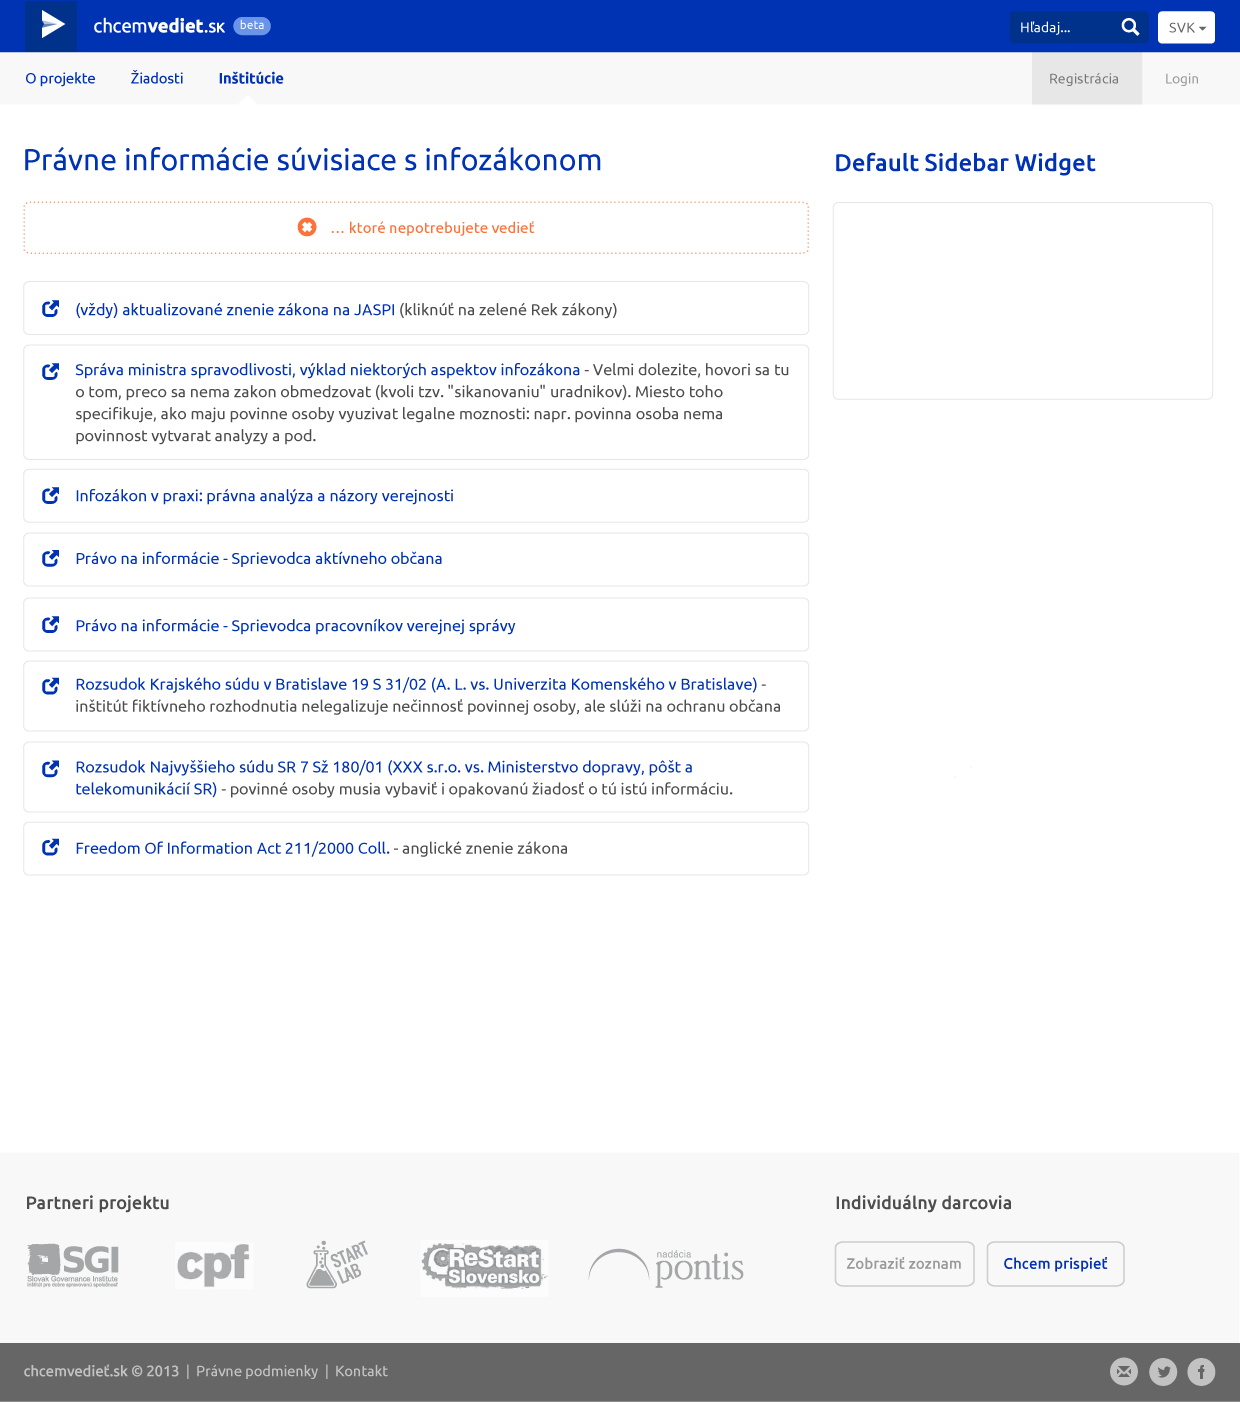 chcemvediet.sk beta
Hľadaj...
SVK
O projekte
Žiadosti
Inštitúcie
Registrácia
Login
Právne informácie súvisiace s infozákonom
... ktoré nepotrebujete vedieť
(vždy) aktualizované znenie zákona na JASPI (kliknúť na zelené Rek zákony)
Správa ministra spravodlivosti, výklad niektorých aspektov infozákona - Velmi dolezite, hovori sa tu
o tom, preco sa nema zakon obmedzovat (kvoli tzv. "sikanovaniu" uradnikov). Miesto toho
specifikuje, ako maju povinne osoby vyuzivat legalne moznosti: napr. povinna osoba nema
povinnost vytvarat analyzy a pod.
Infozákon v praxi: právna analýza a názory verejnosti
Právo na informácie - Sprievodca aktívneho občana
Právo na informácie - Sprievodca pracovníkov verejnej správy
Rozsudok Krajského súdu v Bratislave 19 S 31/02 (A. L. vs. Univerzita Komenského v Bratislave) -
inštitút fiktívneho rozhodnutia nelegalizuje nečinnosť povinnej osoby, ale slúži na ochranu občana
Rozsudok Najvyššieho súdu SR 7 Sž 180/01 (XXX s.r.o. vs. Ministerstvo dopravy, pôšt a
telekomunikácií SR) - povinné osoby musia vybaviť i opakovanú žiadosť o tú istú informáciu.
Freedom Of Information Act 211/2000 Coll. - anglické znenie zákona
Default Sidebar Widget
Partneri projektu
SGI
Slovak Governance Institute
Inštitút pre dobre spravovanú spoločnosť
cpf
START
LAB
ReStart
Slovensko
nadácia
pontis
Individuálny darcovia
Zobraziť zoznam
Chcem prispieť
chcemvedieť.sk © 2013 | Právne podmienky | Kontakt